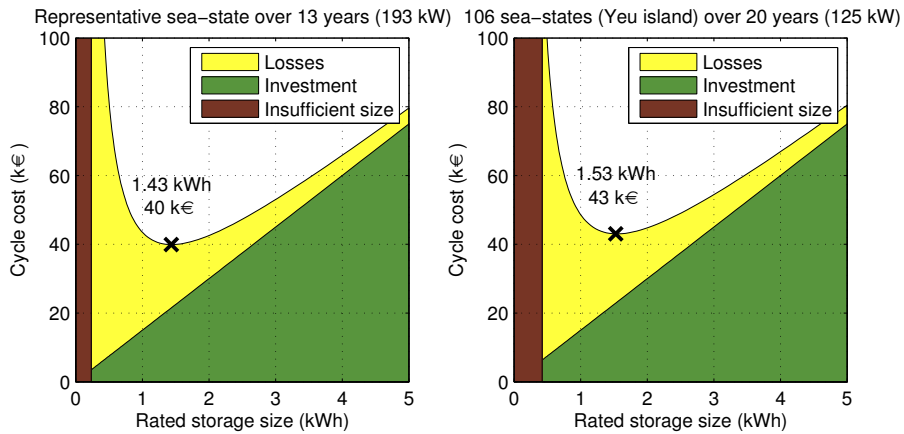 Representative sea−state over 13 years (193 kW)
100
80
60
40
20
0
0 1 2 3 4 5
Cycle cost (k€)
Rated storage size (kWh)
Losses
Investment
Insufficient size
1.43 kWh
40 k€
106 sea−states (Yeu island) over 20 years (125 kW)
100
80
60
40
20
0
0 1 2 3 4 5
Cycle cost (k€ )
Rated storage size (kWh)
Losses
Investment
Insufficient size
1.53 kWh
43 k€